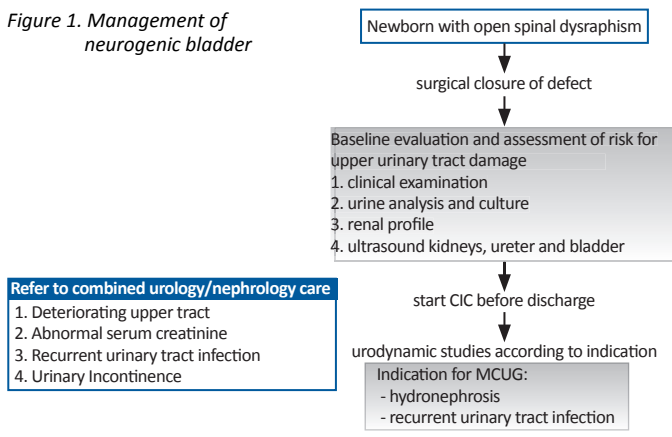 Figure 1. Management of
neurogenic bladder
Newborn with open spinal dysraphism
surgical closure of defect
Baseline evaluation and assessment of risk for
upper urinary tract damage
1. clinical examination
2. urine analysis and culture
3. renal profile
4. ultrasound kidneys, ureter and bladder
Refer to combined urology/nephrology care
1. Deteriorating upper tract
2. Abnormal serum creatinine
3. Recurrent urinary tract infection
4. Urinary Incontinence
start CIC before discharge
urodynamic studies according to indication
Indication for MCUG:
- hydronephrosis
- recurrent urinary tract infection